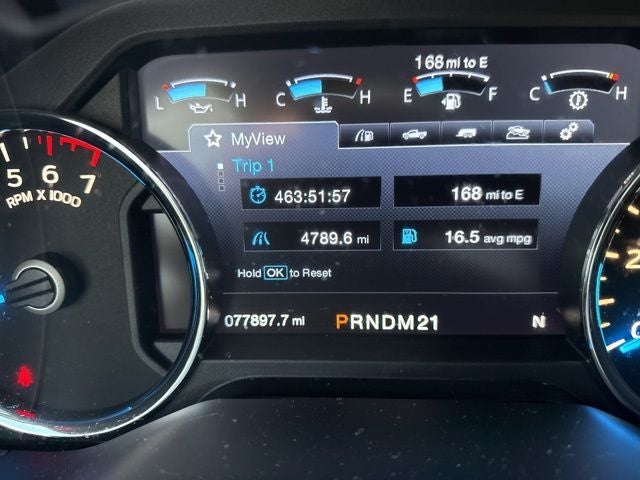 168 mi to E
L H C H E F C H
MyView
Trip 1
463:51:57 168 mi to E
4789.6 mi 16.5 avg mpg
Hold OK to Reset
5 6 7
RPM X 1000
077897.7 mi PRNDM21 N